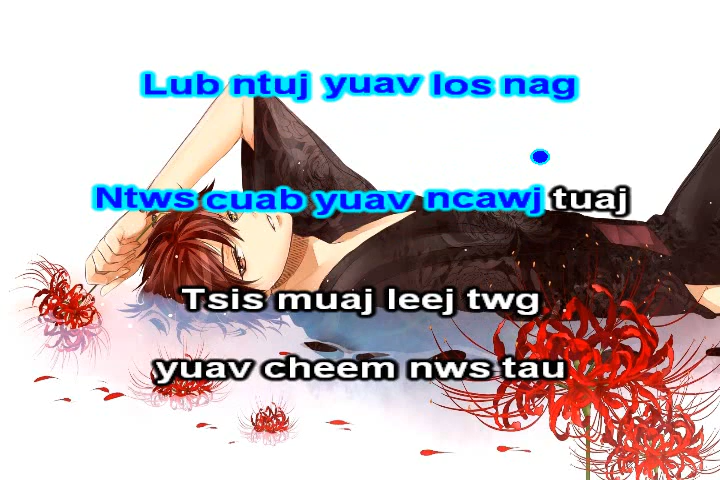 Lub ntuj yuav los nag
Ntws cuab yuav ncawj tuaj
Tsis muaj leej twg
yuav cheem nws tau